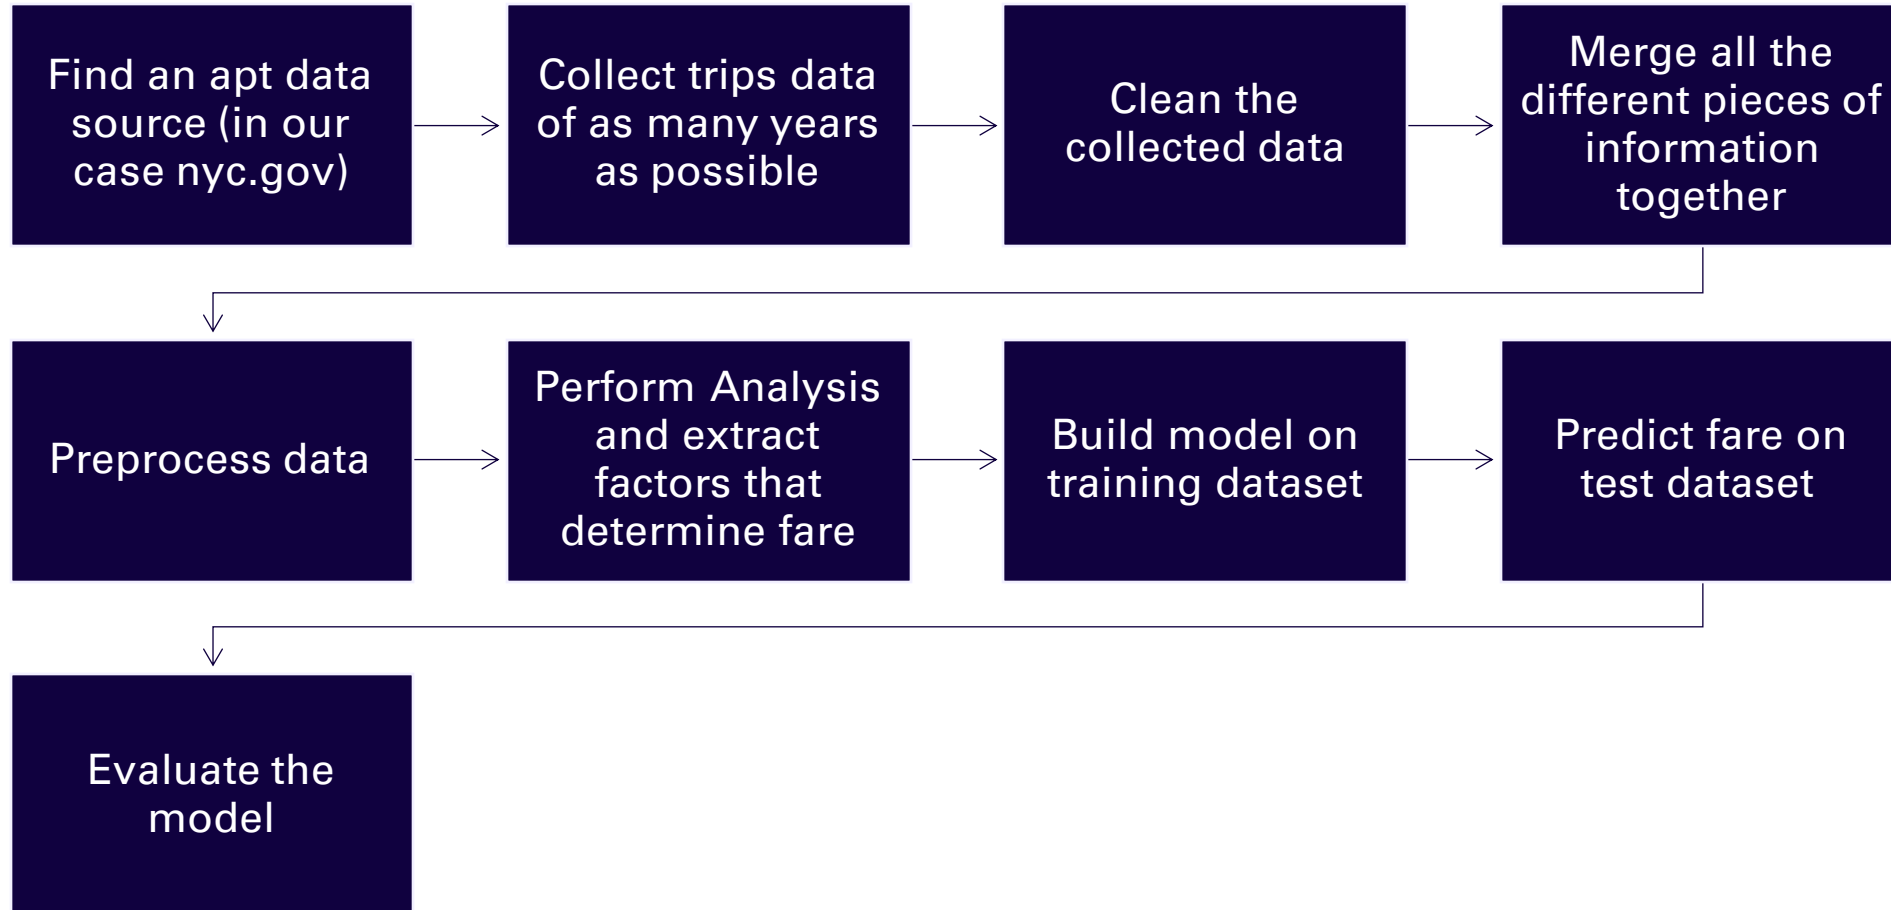 Find an apt data
source (in our
case nyc.gov)
Collect trips data
of as many years
as possible
Clean the
collected data
Merge all the
different pieces of
information
together
Preprocess data
Perform Analysis
and extract
factors that
determine fare
Build model on
training dataset
Predict fare on
test dataset
Evaluate the
model